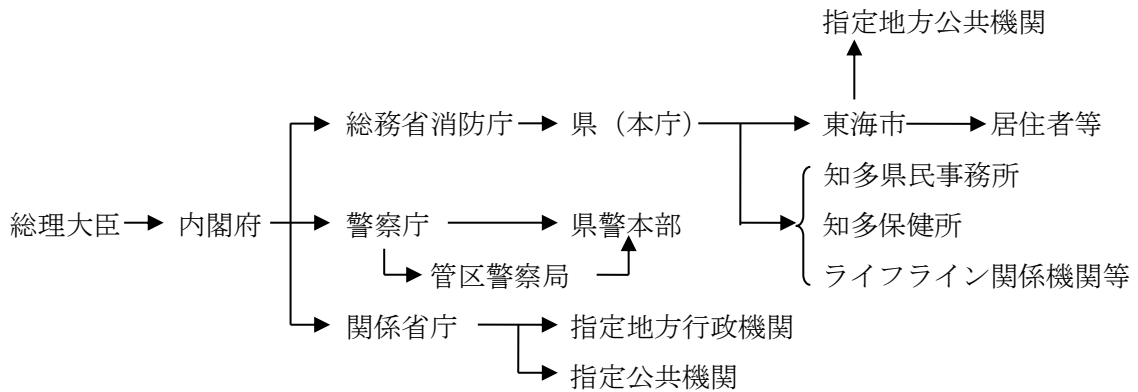 指定地方公共機関
総務省消防庁 県（本庁） 東海市 居住者等
知多県民事務所
総理大臣 内閣府 警察庁 県警本部 知多保健所
管区警察局 ライフライン関係機関等
関係省庁 指定地方行政機関
指定公共機関